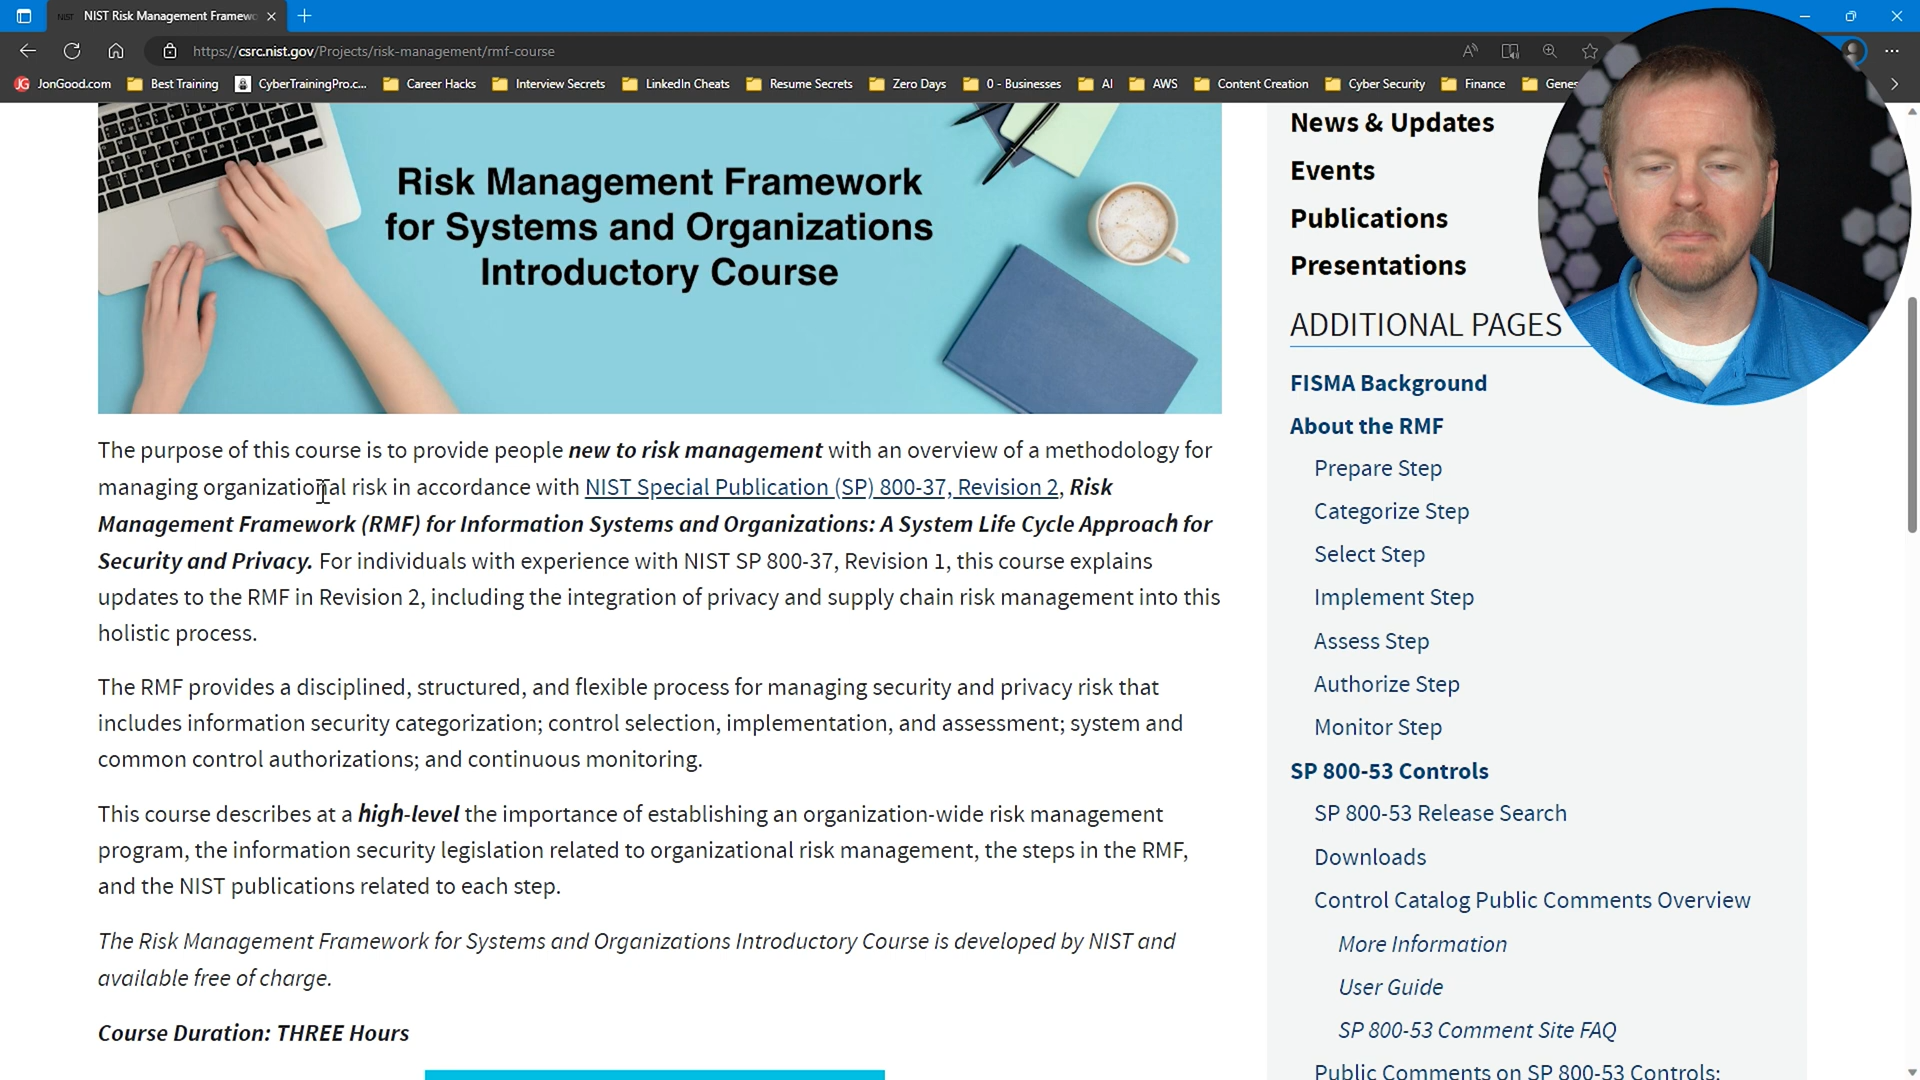 NIST Risk Management Framewo
https://csrc.nist.gov/Projects/risk-management/rmf-course
JonGood.com
Best Training
CyberTrainingPro.c...
Career Hacks
Interview Secrets
LinkedIn Cheats
Resume Secrets
Zero Days
0 - Businesses
AI
AWS
Content Creation
Cyber Security
Finance
Risk Management Framework
for Systems and Organizations
Introductory Course
The purpose of this course is to provide people new to risk management with an overview of a methodology for
managing organizational risk in accordance with NIST Special Publication (SP) 800-37, Revision 2, Risk
Management Framework (RMF) for Information Systems and Organizations: A System Life Cycle Approach for
Security and Privacy. For individuals with experience with NIST SP 800-37, Revision 1, this course explains
updates to the RMF in Revision 2, including the integration of privacy and supply chain risk management into this
holistic process.
The RMF provides a disciplined, structured, and flexible process for managing security and privacy risk that
includes information security categorization; control selection, implementation, and assessment; system and
common control authorizations; and continuous monitoring.
This course describes at a high-level the importance of establishing an organization-wide risk management
program, the information security legislation related to organizational risk management, the steps in the RMF,
and the NIST publications related to each step.
The Risk Management Framework for Systems and Organizations Introductory Course is developed by NIST and
available free of charge.
Course Duration: THREE Hours
News & Updates
Events
Publications
Presentations
ADDITIONAL PAGES
FISMA Background
About the RMF
Prepare Step
Categorize Step
Select Step
Implement Step
Assess Step
Authorize Step
Monitor Step
SP 800-53 Controls
SP 800-53 Release Search
Downloads
Control Catalog Public Comments Overview
More Information
User Guide
SP 800-53 Comment Site FAQ
Public Comments on SP 800-53 Controls: